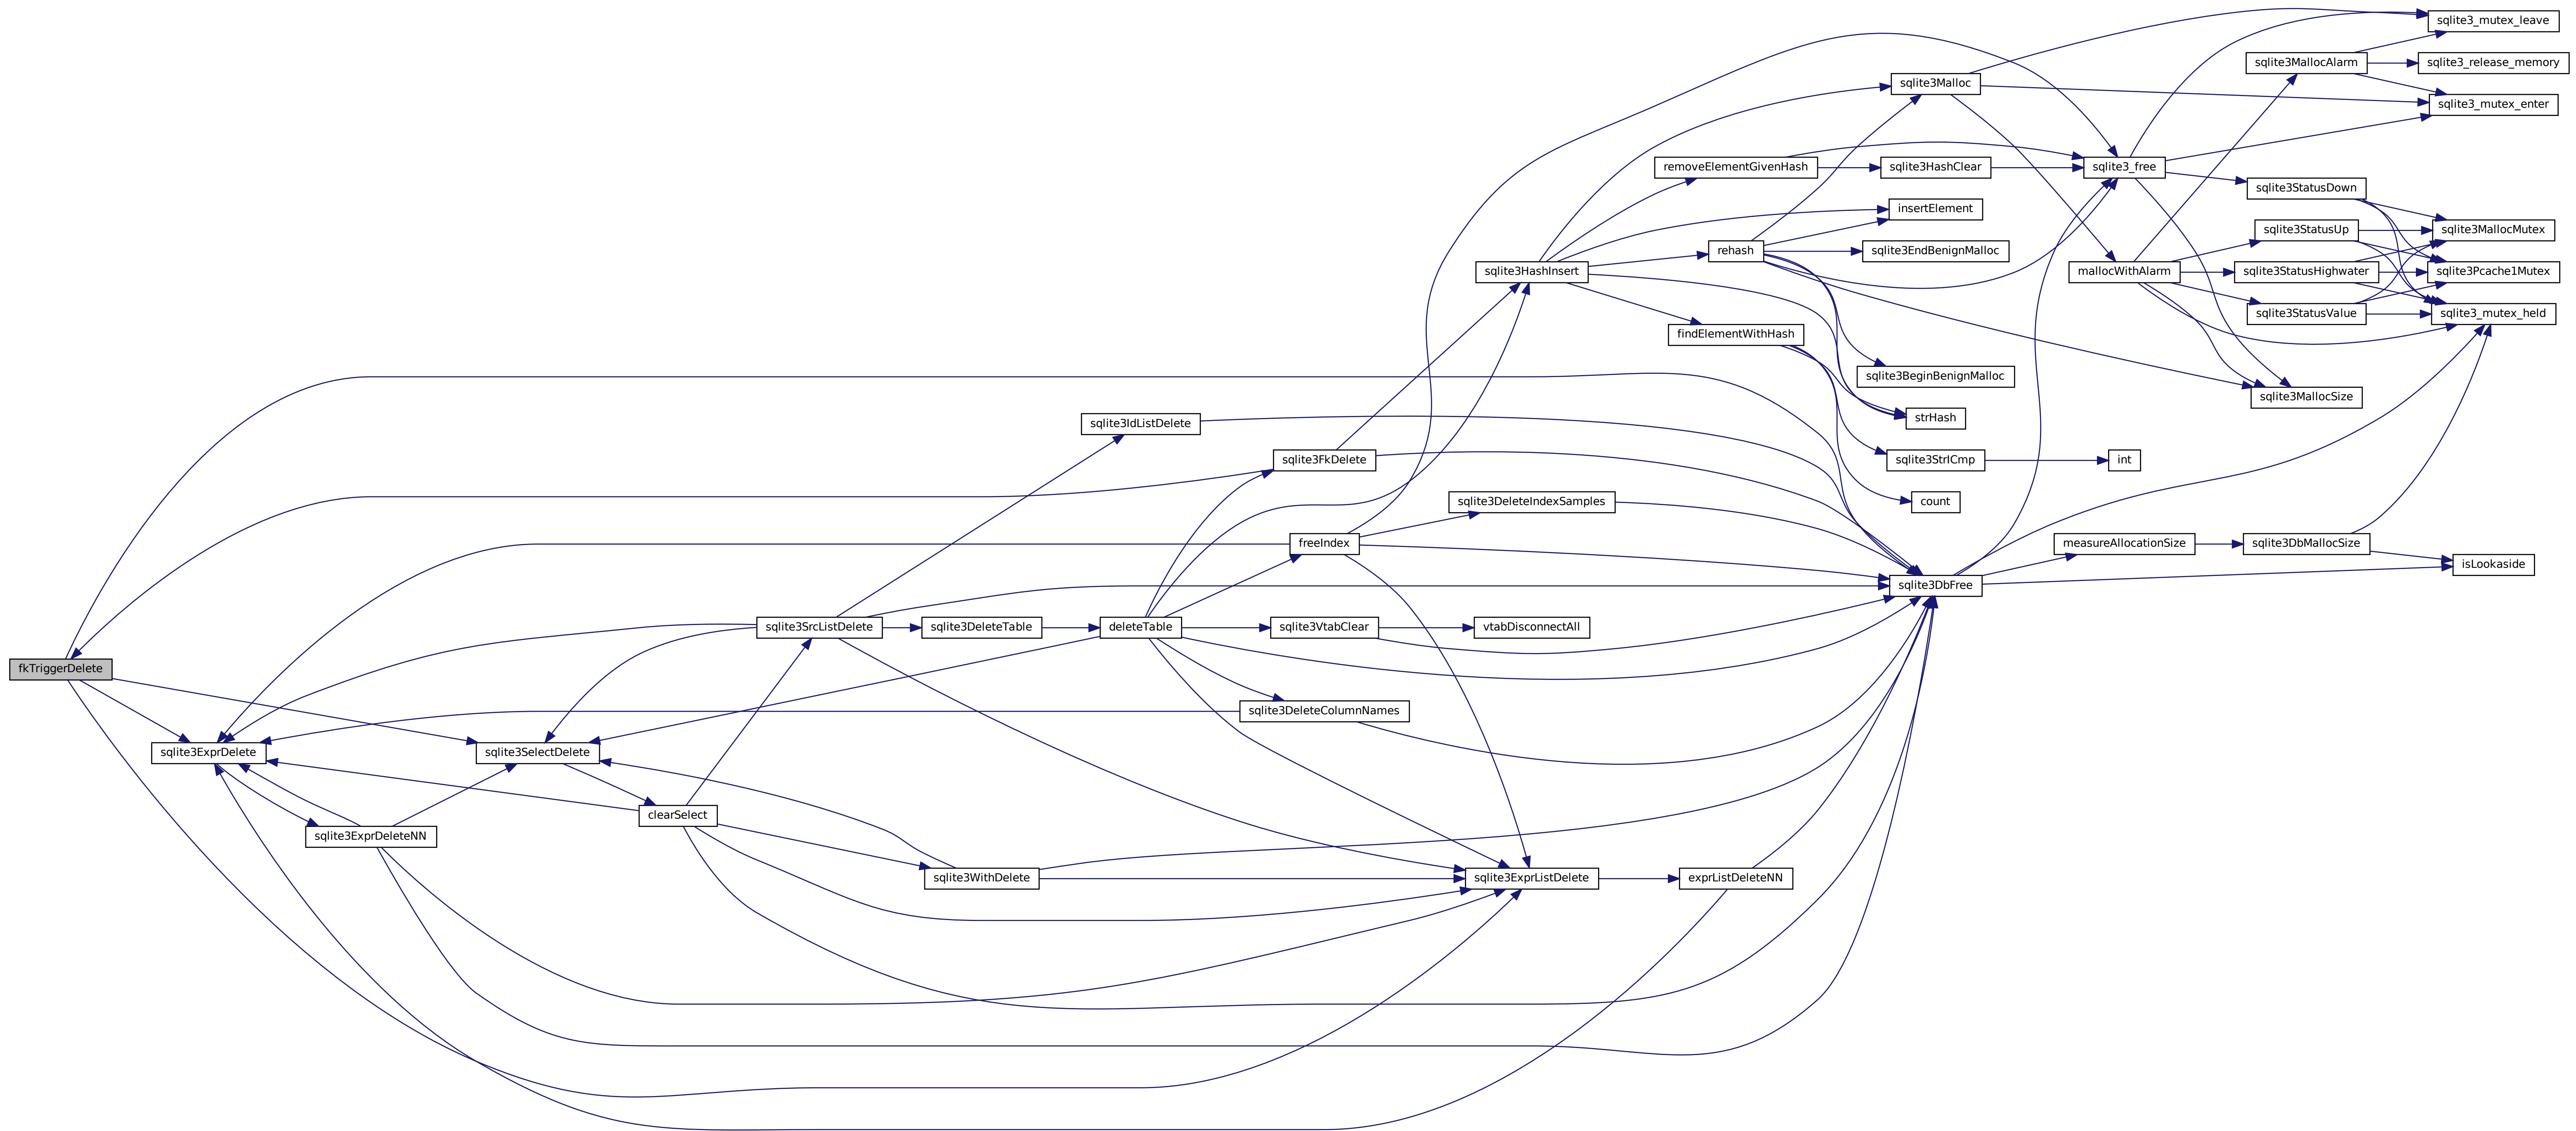 sqlite3_mutex_leave
sqlite3MallocAlarm
sqlite3_release_memory
sqlite3Malloc
sqlite3_mutex_enter
removeElementGivenHash
sqlite3HashClear
sqlite3_free
sqlite3StatusDown
insertElement
sqlite3StatusUp
sqlite3MallocMutex
rehash
sqlite3EndBenignMalloc
sqlite3HashInsert
mallocWithAlarm
sqlite3StatusHighwater
sqlite3Pcache1Mutex
sqlite3StatusValue
sqlite3_mutex_held
findElementWithHash
sqlite3BeginBenignMalloc
sqlite3MallocSize
strHash
sqlite3IdListDelete
sqlite3FkDelete
sqlite3StrICmp
int
sqlite3DeleteIndexSamples
count
freeIndex
measureAllocationSize
sqlite3DbMallocSize
isLookaside
sqlite3DbFree
sqlite3SrcListDelete
sqlite3DeleteTable
deleteTable
sqlite3VtabClear
vtabDisconnectAll
fkTriggerDelete
sqlite3DeleteColumnNames
sqlite3ExprDelete
sqlite3SelectDelete
clearSelect
sqlite3ExprDeleteNN
sqlite3WithDelete
sqlite3ExprListDelete
exprListDeleteNN